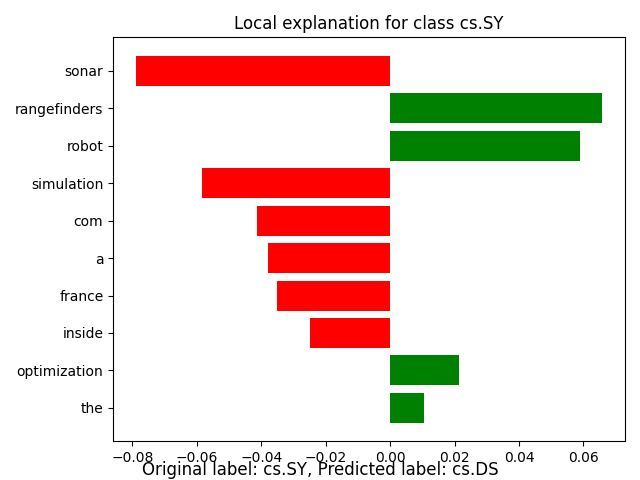 Local explanation for class cs.SY
sonar
rangefinders
robot
simulation
com
a
france
inside
optimization
the
−0.08 −0.06 −0.04 −0.02 0.00 0.02 0.04 0.06
Original label: cs.SY, Predicted label: cs.DS